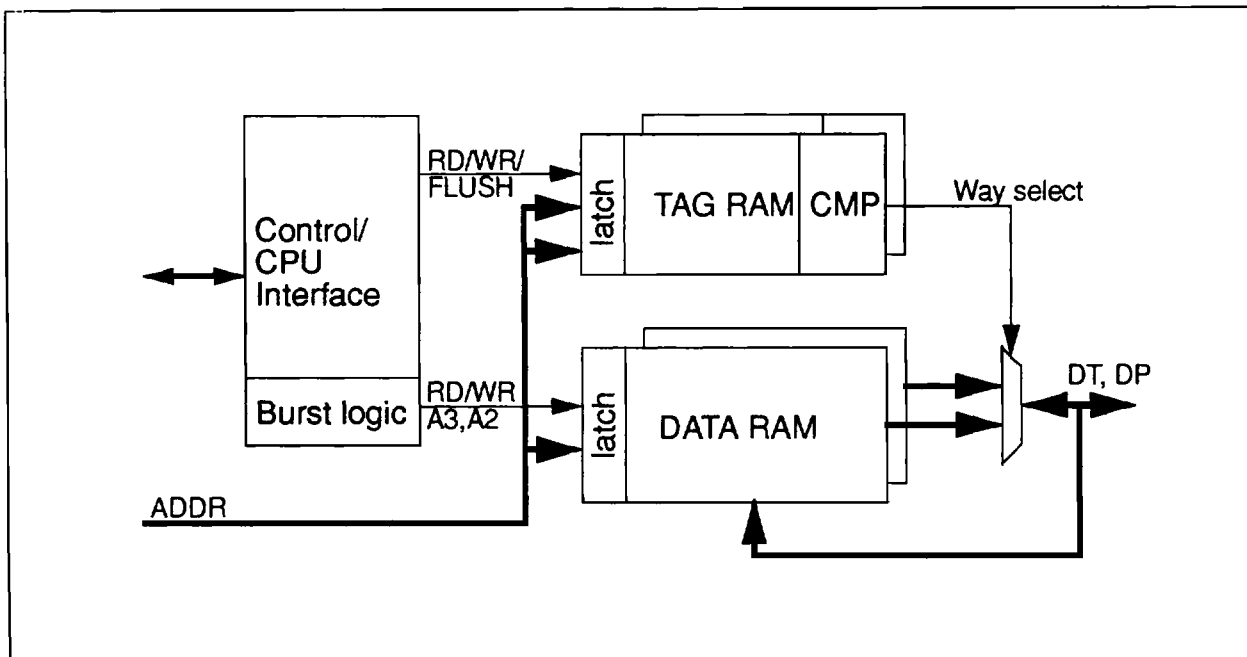 RD/WR/
FLUSH
latch
TAG RAM
CMP
Way select
Control/
CPU
Interface
Burst logic
RD/WR
A3,A2
latch
DATA RAM
DT, DP
ADDR